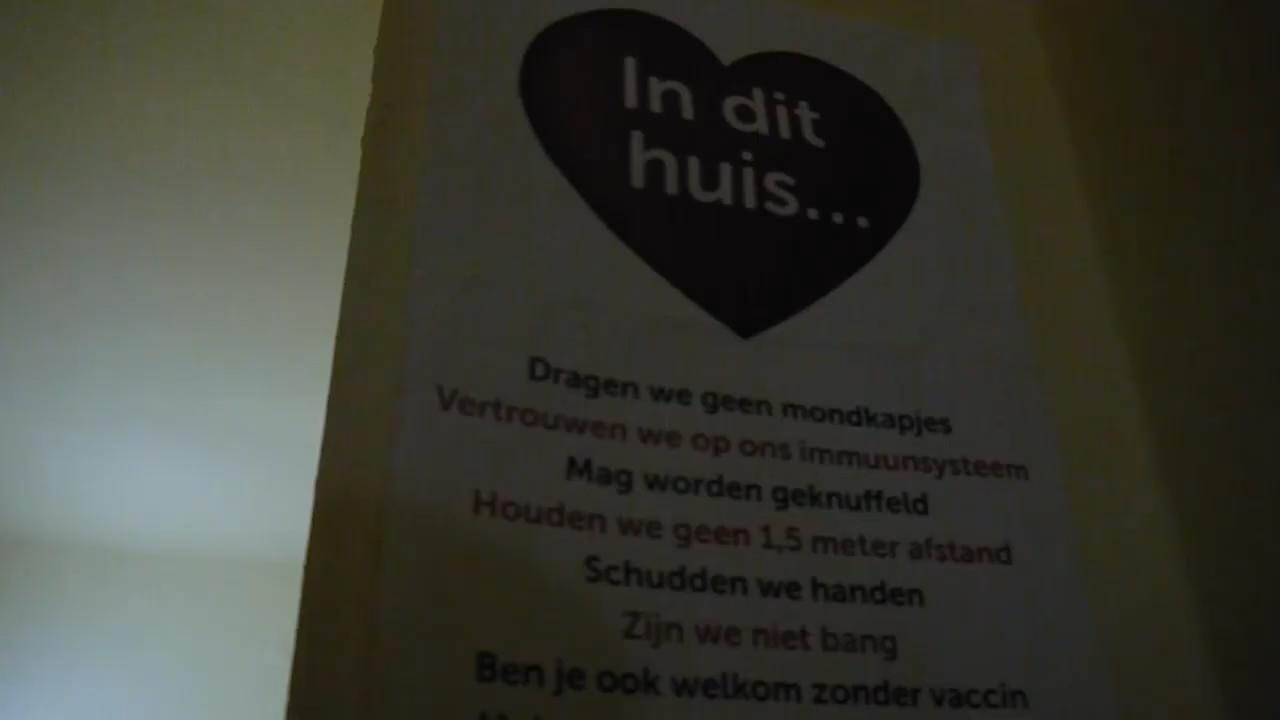 In dit
huis...
Dragen we geen mondkapjes
Vertrouwen we op ons immuunsysteem
Mag worden geknuffeld
Houden we geen 1,5 meter afstand
Schudden we handen
Zijn we niet bang
Ben je ook welkom zonder vaccin